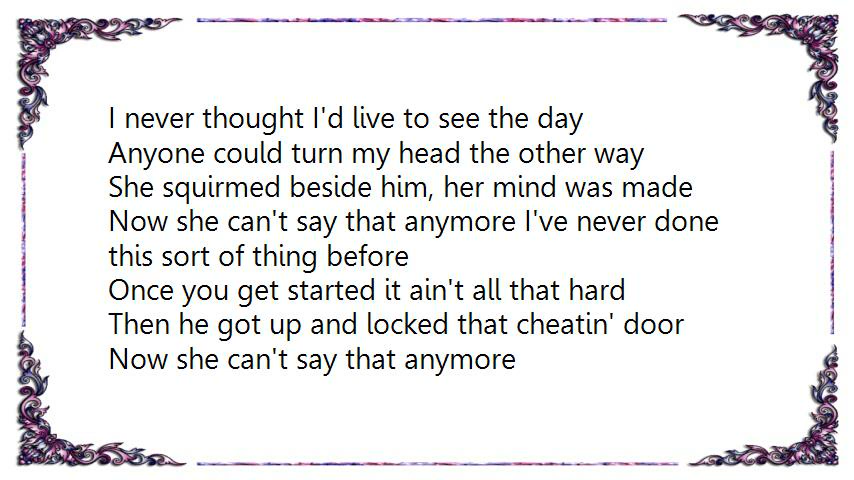 I never thought I'd live to see the day
Anyone could turn my head the other way
She squirmed beside him, her mind was made
Now she can't say that anymore I've never done
this sort of thing before
Once you get started it ain't all that hard
Then he got up and locked that cheatin' door
Now she can't say that anymore